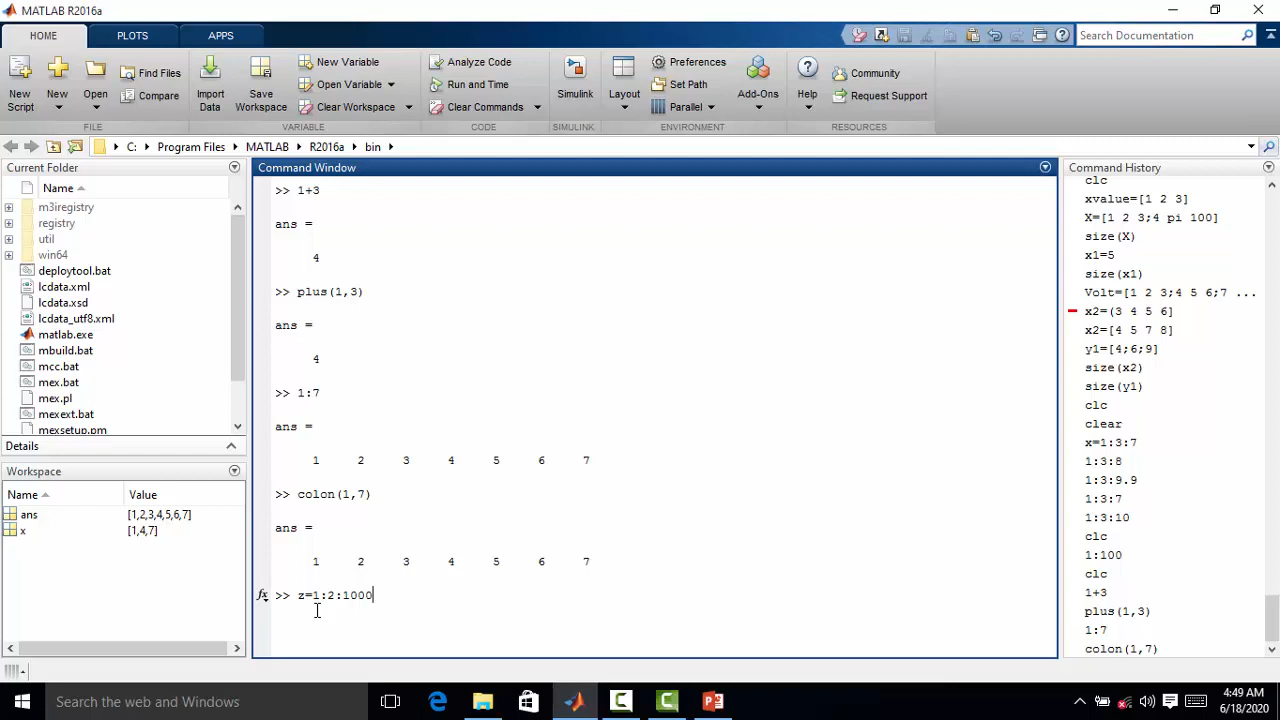 MATLAB R2016a
HOME PLOTS APPS
Search Documentation
New Script
New
Open
Find Files
Compare
Import Data
Save Workspace
New Variable
Open Variable
Clear Workspace
Analyze Code
Run and Time
Clear Commands
Simulink
Layout
Preferences
Set Path
Parallel
Add-Ons
Help
Community
Request Support
FILE VARIABLE CODE SIMULINK ENVIRONMENT RESOURCES
C: Program Files MATLAB R2016a bin
Current Folder
Name
m3iregistry
registry
util
win64
deploytool.bat
lcdata.xml
lcdata.xsd
lcdata_utf8.xml
matlab.exe
mbuild.bat
mcc.bat
mex.bat
mex.pl
mexext.bat
mexsetup.pm
Details
Workspace
Name Value
ans [1,2,3,4,5,6,7]
x [1,4,7]
Command Window
>> 1+3
ans =
4
>> plus(1,3)
ans =
4
>> 1:7
ans =
1 2 3 4 5 6 7
>> colon(1,7)
ans =
1 2 3 4 5 6 7
fx >> z=1:2:1000
Command History
clc
xvalue=[1 2 3]
X=[1 2 3;4 pi 100]
size(X)
x1=5
size(x1)
Volt=[1 2 3;4 5 6;7 ...
x2=(3 4 5 6]
x2=[4 5 7 8]
y1=[4;6;9]
size(x2)
size(y1)
clc
clear
x=1:3:7
1:3:8
1:3:9.9
1:3:7
1:3:10
clc
1:100
clc
1+3
plus(1,3)
1:7
colon(1,7)
Search the web and Windows
4:49 AM
6/18/2020